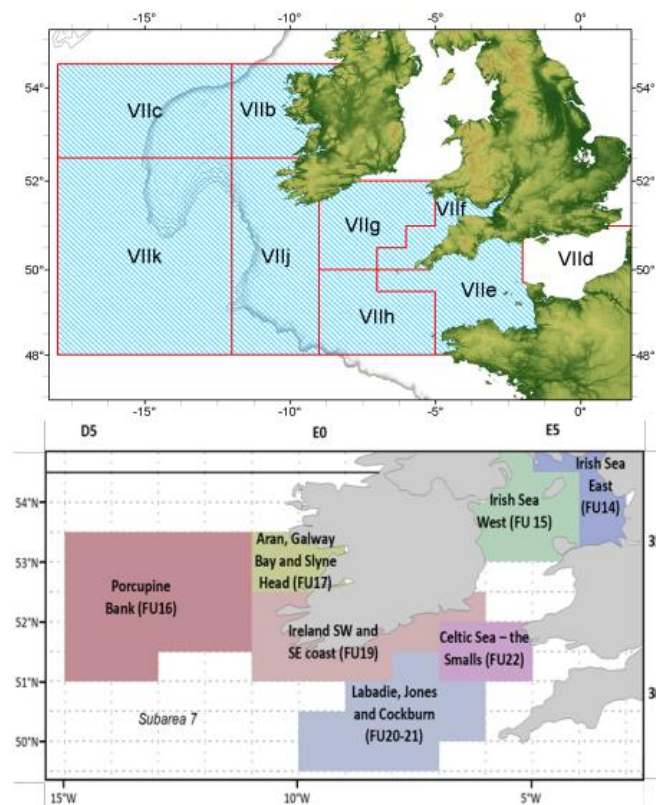 -15° -10° -5° 0°
54°
52°
50°
48°
VIIc
VIIb
VIIg
VIIf
VIIk
VIIj
VIId
VIIe
VIIh
54°
52°
50°
48°
-15° -10° -5° 0°
D5 E0 E5
54°N
53°N
52°N
51°N
50°N
Irish Sea
East
(FU14)
Irish Sea
West (FU 15)
Aran, Galway
Bay and Slyne
Head (FU17)
Porcupine
Bank (FU16)
Ireland SW and
SE coast (FU19)
Celtic Sea – the
Smalls (FU22)
Labadie, Jones
and Cockburn
(FU20-21)
Subarea 7
15°W 10°W 5°W